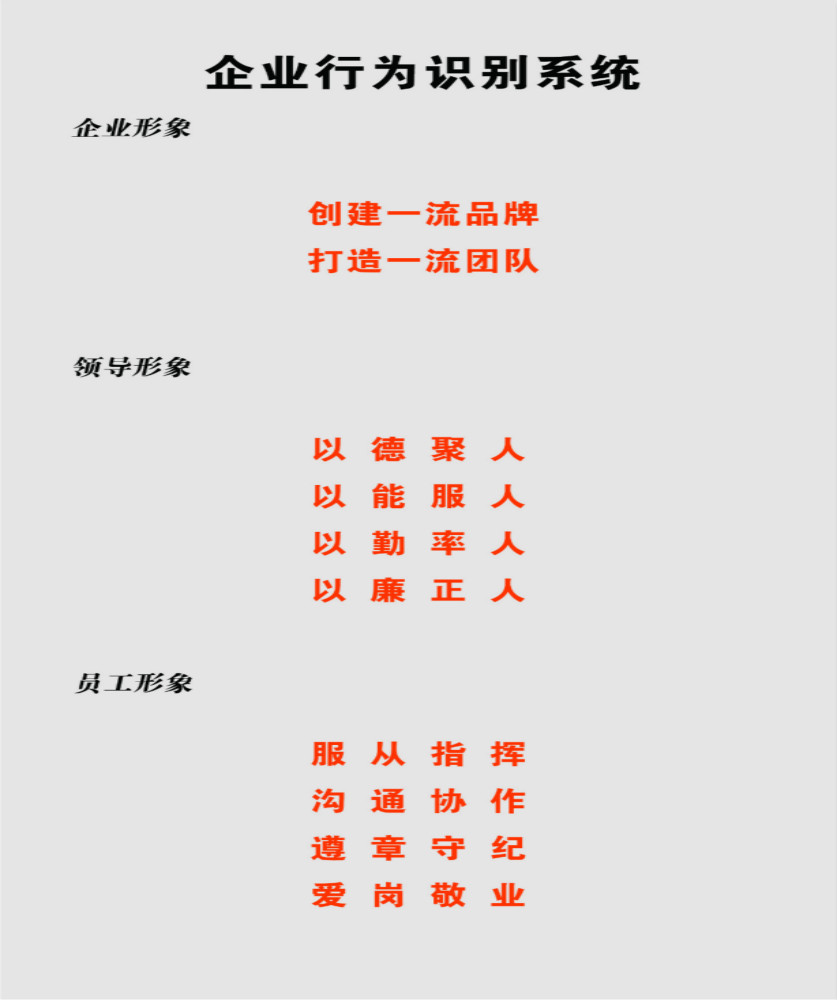 企业行为识别系统
企业形象
创建一流品牌
打造一流团队
领导形象
以德聚人
以能服人
以勤率人
以廉正人
员工形象
服从指挥
沟通协作
遵章守纪
爱岗敬业